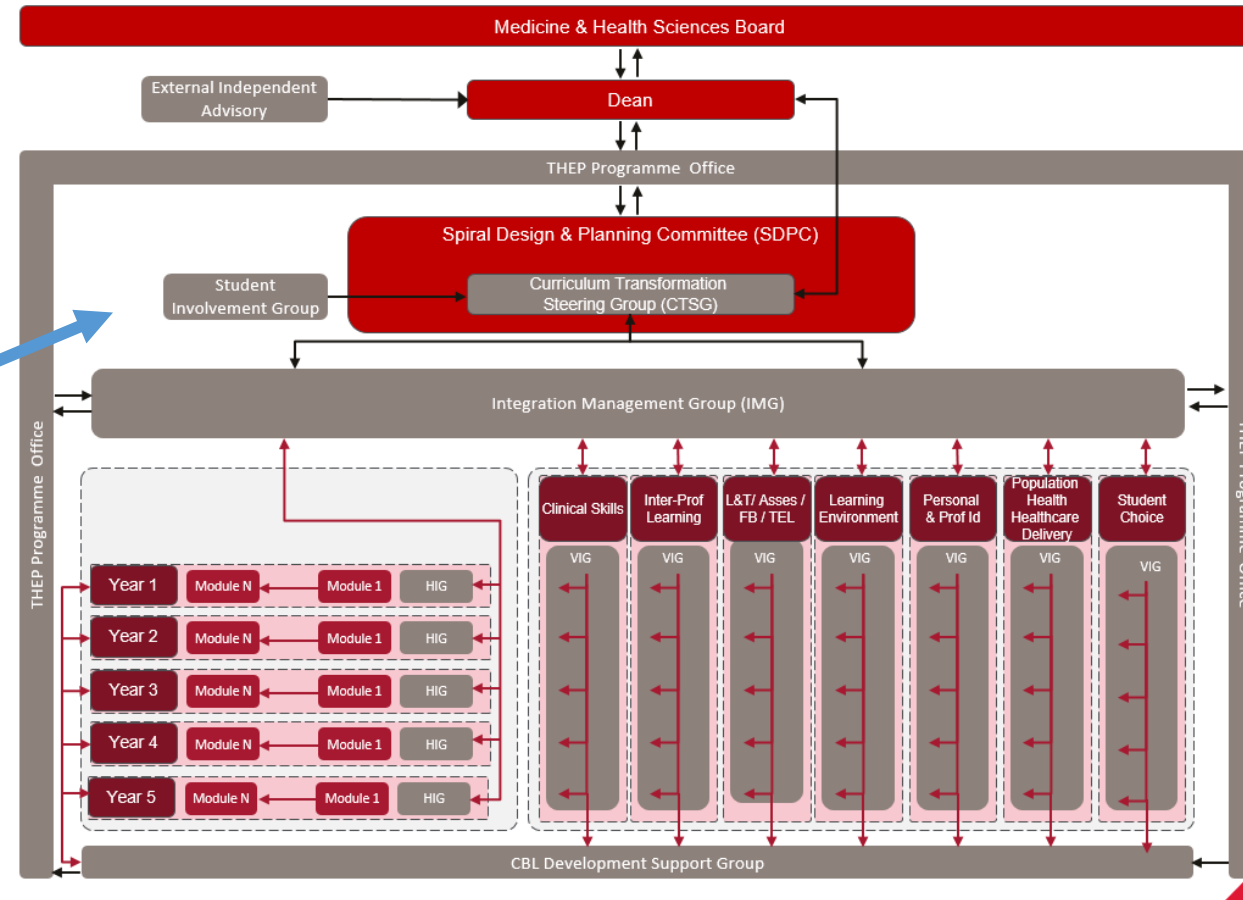 Medicine & Health Sciences Board
External Independent
Advisory
Dean
THEP Programme Office
Spiral Design & Planning Committee (SDPC)
Student
Involvement Group
Curriculum Transformation
Steering Group (CTSG)
Integration Management Group (IMG)
THEP Programme Office
THEP Programme Office
Clinical Skills
Inter-Prof
Learning
L&T/ Asses /
FB / TEL
Learning
Environment
Personal
& Prof Id
Population
Health
Healthcare
Delivery
Student
Choice
VIG
VIG
VIG
VIG
VIG
VIG
VIG
Year 1
Module N
Module 1
HIG
Year 2
Module N
Module 1
HIG
Year 3
Module N
Module 1
HIG
Year 4
Module N
Module 1
HIG
Year 5
Module N
Module 1
HIG
CBL Development Support Group